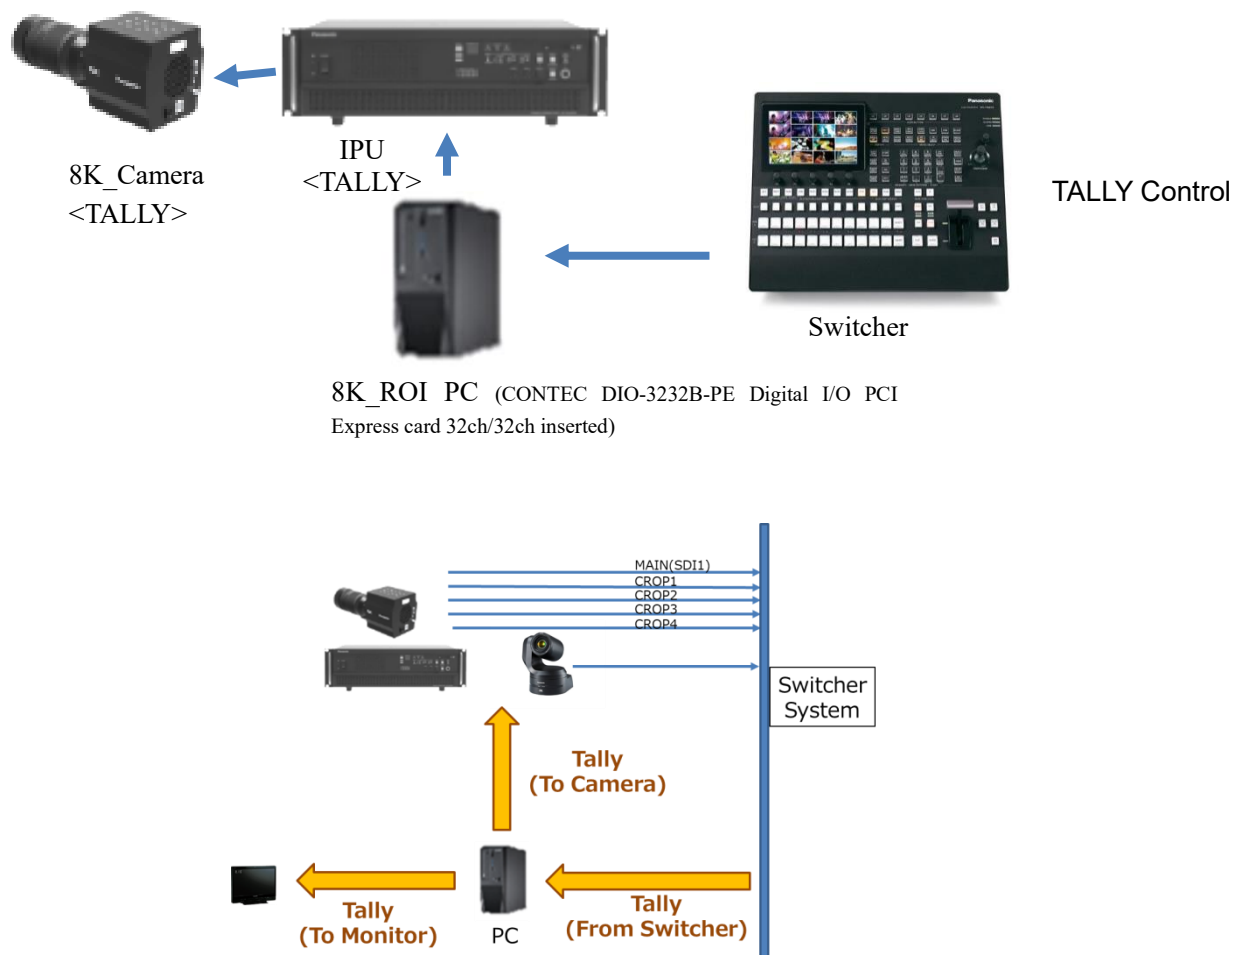 Panasonic
Panasonic
IPU
<TALLY>
8K_Camera
<TALLY>
TALLY Control
Switcher
8K_ROI PC (CONTEC DIO-3232B-PE Digital I/O PCI
Express card 32ch/32ch inserted)
MAIN(SDI1)
CROP1
CROP2
CROP3
CROP4
Switcher
System
Tally
(To Camera)
Tally
(To Monitor)
PC
Tally
(From Switcher)